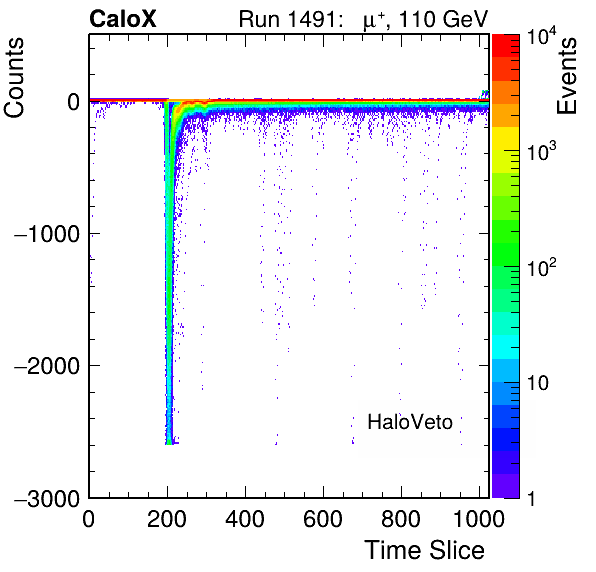 CaloX Run 1491: μ⁺, 110 GeV
Counts
Events
0
−1000
−2000
−3000
0 200 400 600 800 1000
Time Slice
HaloVeto
10⁴
10³
10²
10
1